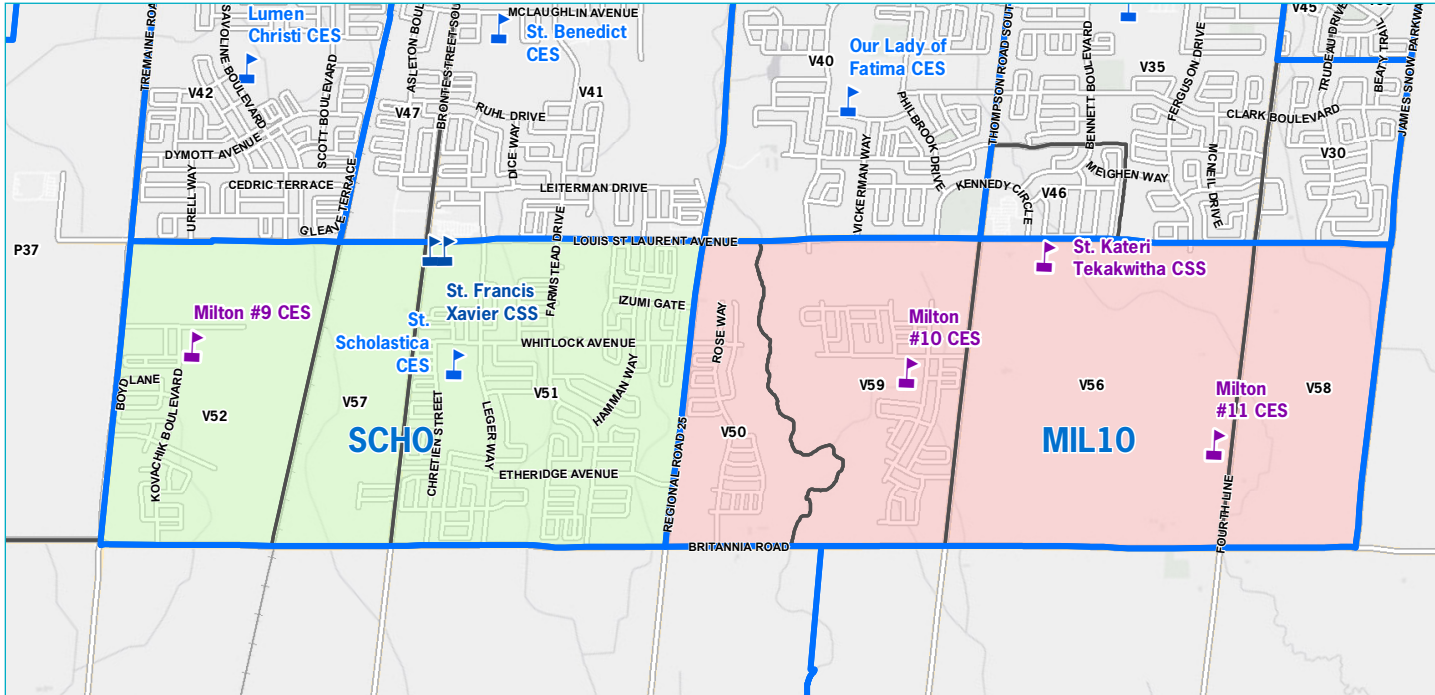 TREMAINE ROAD
SAVOLINE BOULEVARD
Lumen
Christi CES
ASLETON BOUL
BRONTE STREET SOU
MCLAUGHLIN AVENUE
St. Benedict
CES
V40
Our Lady of
Fatima CES
THOMPSON ROAD SOUT
BENNETT BOULEVARD
V35
FERGUSON DRIVE
V45
TRUDEAU DRIVE
BEATY TRAIL
JAMES SNOW PARKWA
V42
SCOTT BOULEVARD
V47
RUHL DRIVE
V41
DICE WAY
PHILBROOK DRIVE
CLARK BOULEVARD
V30
DYMOTT AVENUE
CEDRIC TERRACE
LEITERMAN DRIVE
VICKERMAN WAY
KENNEDY CIRCLE
V46
MEIGHEN WAY
MCNEIL DRIVE
URELL WAY
GLEAVE TERRACE
P37
LOUIS ST LAURENT AVENUE
FARMSTEAD DRIVE
St. Kateri
Tekakwitha CSS
Milton #9 CES
St. Francis
Xavier CSS
IZUMI GATE
St.
Scholastica
CES
WHITLOCK AVENUE
ROSE WAY
Milton
#10 CES
BOYD
LANE
KOVACHIK BOULEVARD
V52
V57
CHRETIEN STREET
LEGER WAY
V51
HAMMAN WAY
V59
V56
Milton
#11 CES
V58
SCHO
V50
MIL10
ETHERIDGE AVENUE
REGIONAL ROAD 25
FOURTH LINE
BRITANNIA ROAD